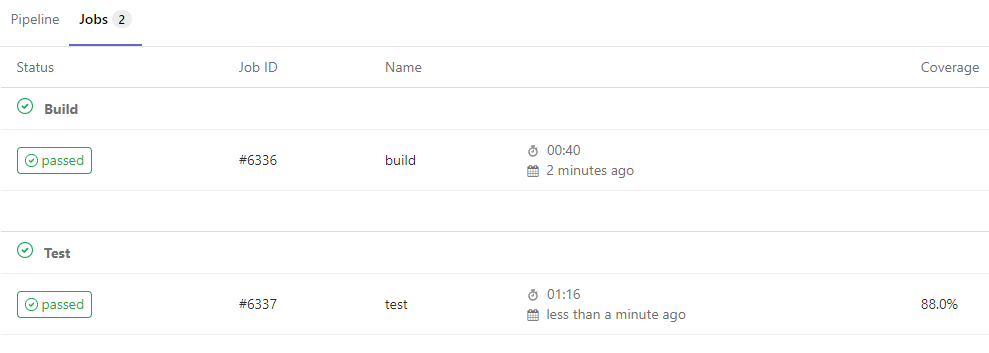 Pipeline Jobs 2
Status Job ID Name Coverage
Build
passed #6336 build 00:40
2 minutes ago
Test
passed #6337 test 01:16 88.0%
less than a minute ago